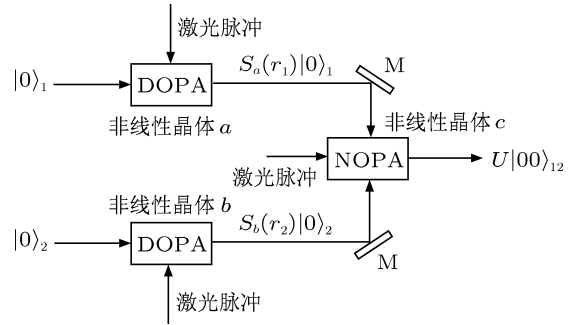 激光脉冲
|0⟩₁
DOPA
Sₐ(r₁)|0⟩₁
M
非线性晶体 a
非线性晶体 c
NOPA
U|00⟩₁₂
激光脉冲
非线性晶体 b
|0⟩₂
DOPA
S_b(r₂)|0⟩₂
M
激光脉冲